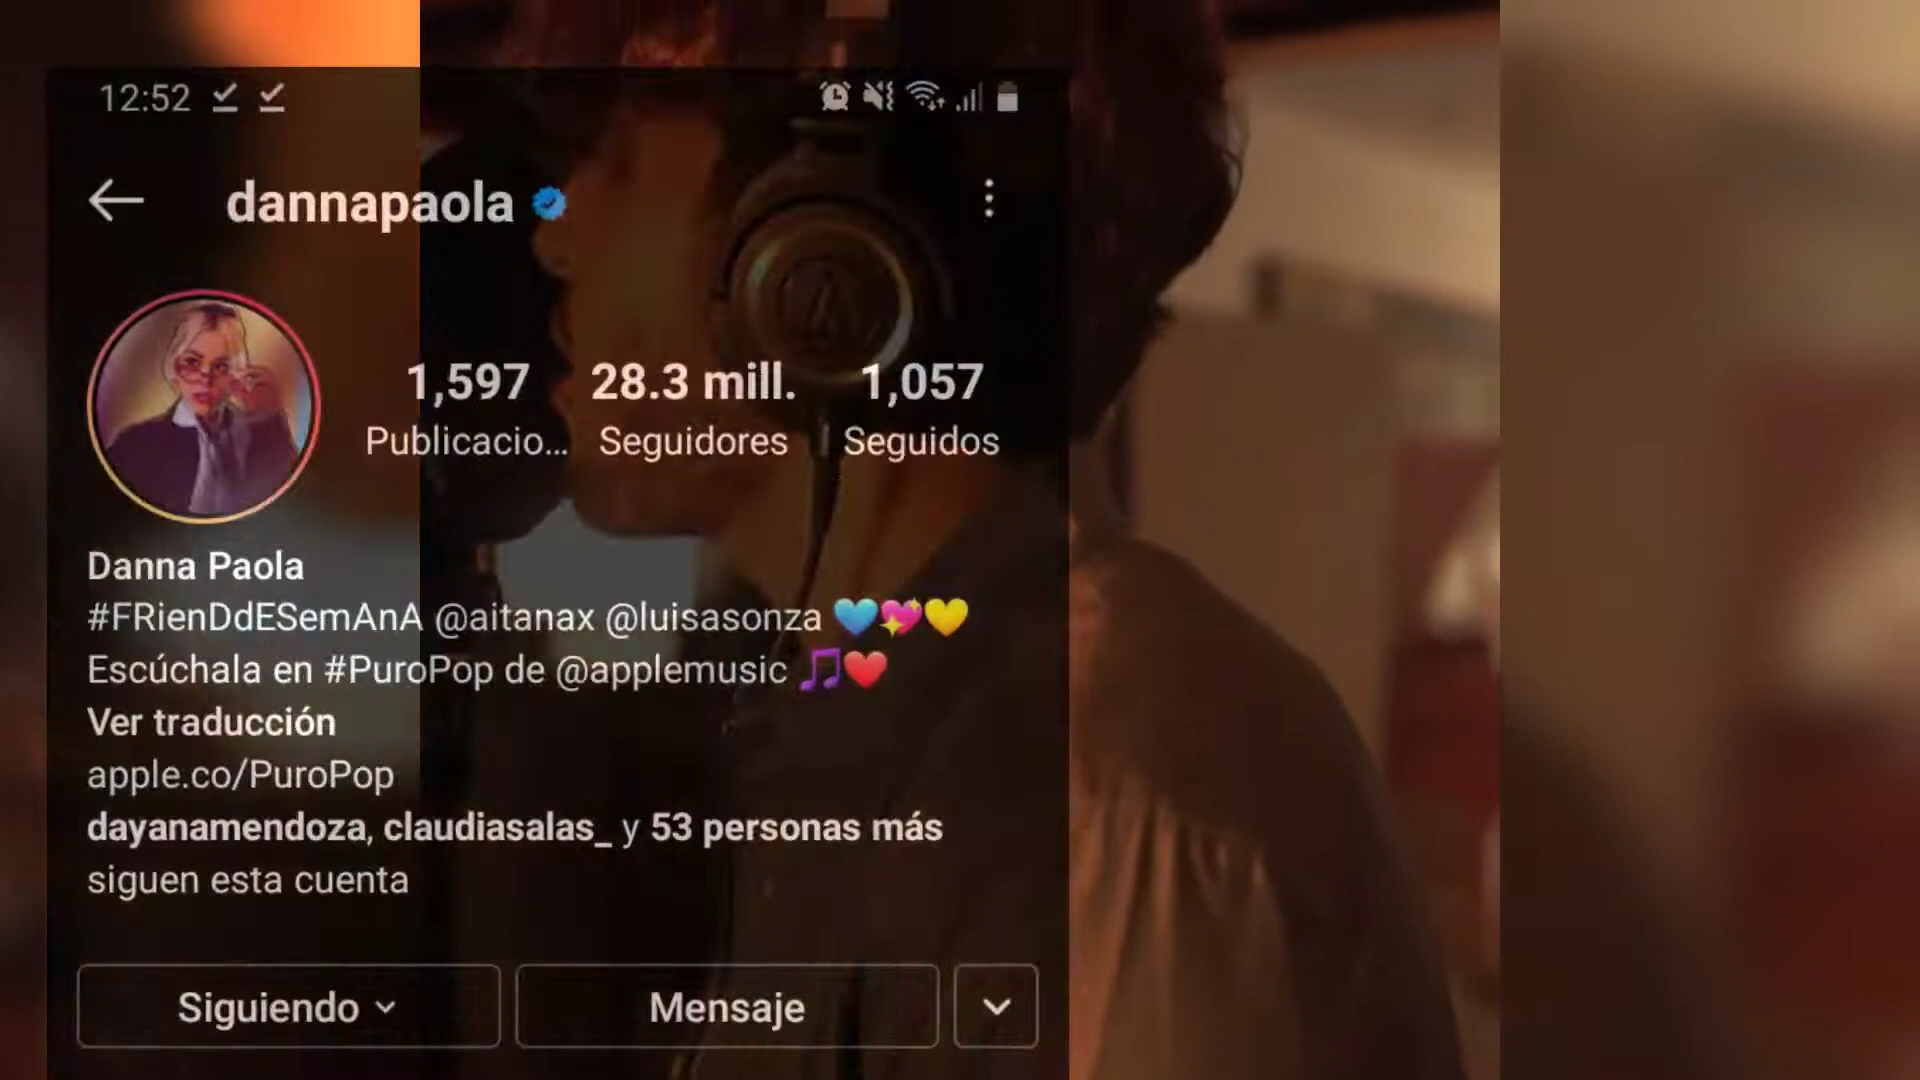 12:52
dannapaola
1,597 28.3 mill. 1,057
Publicacio... Seguidores Seguidos
Danna Paola
#FRienDdESemAnA @aitanax @luisasonza 💙💖💛
Escúchala en #PuroPop de @applemusic 🎵❤️
Ver traducción
apple.co/PuroPop
dayanamendoza, claudiasalas_ y 53 personas más
siguen esta cuenta
Siguiendo Mensaje